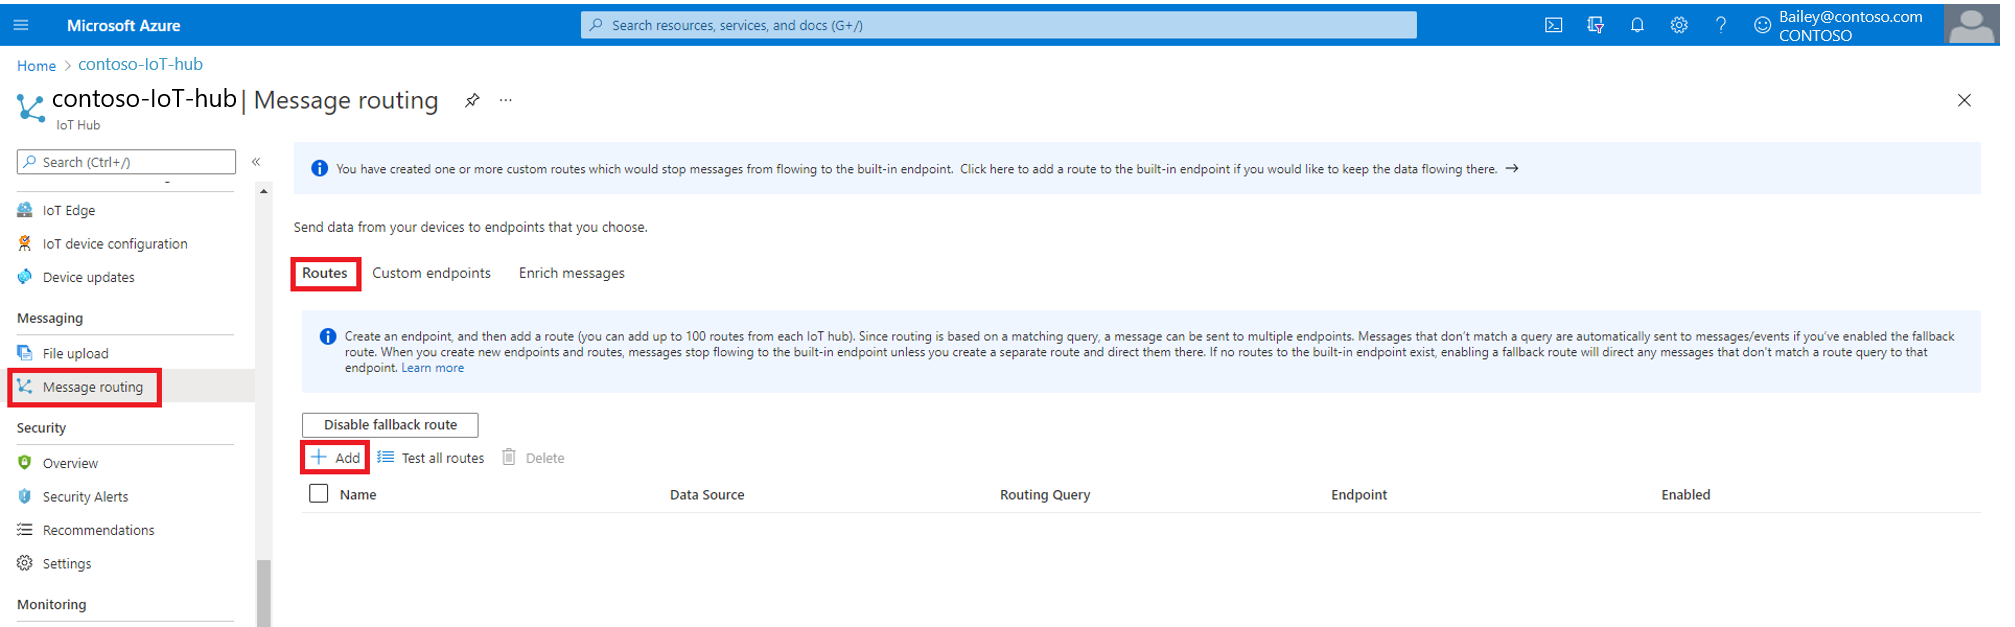 Microsoft Azure
Search resources, services, and docs (G+/)
Bailey@contoso.com
CONTOSO
Home > contoso-IoT-hub
contoso-IoT-hub | Message routing ...
IoT Hub
Search (Ctrl+/)
«
IoT Edge
IoT device configuration
Device updates
Messaging
File upload
Message routing
Security
Overview
Security Alerts
Recommendations
Settings
Monitoring
You have created one or more custom routes which would stop messages from flowing to the built-in endpoint. Click here to add a route to the built-in endpoint if you would like to keep the data flowing there. →
Send data from your devices to endpoints that you choose.
Routes Custom endpoints Enrich messages
Create an endpoint, and then add a route (you can add up to 100 routes from each IoT hub). Since routing is based on a matching query, a message can be sent to multiple endpoints. Messages that don't match a query are automatically sent to messages/events if you've enabled the fallback
route. When you create new endpoints and routes, messages stop flowing to the built-in endpoint unless you create a separate route and direct them there. If no routes to the built-in endpoint exist, enabling a fallback route will direct any messages that don't match a route query to that
endpoint. Learn more
Disable fallback route
+ Add Test all routes Delete
Name Data Source Routing Query Endpoint Enabled